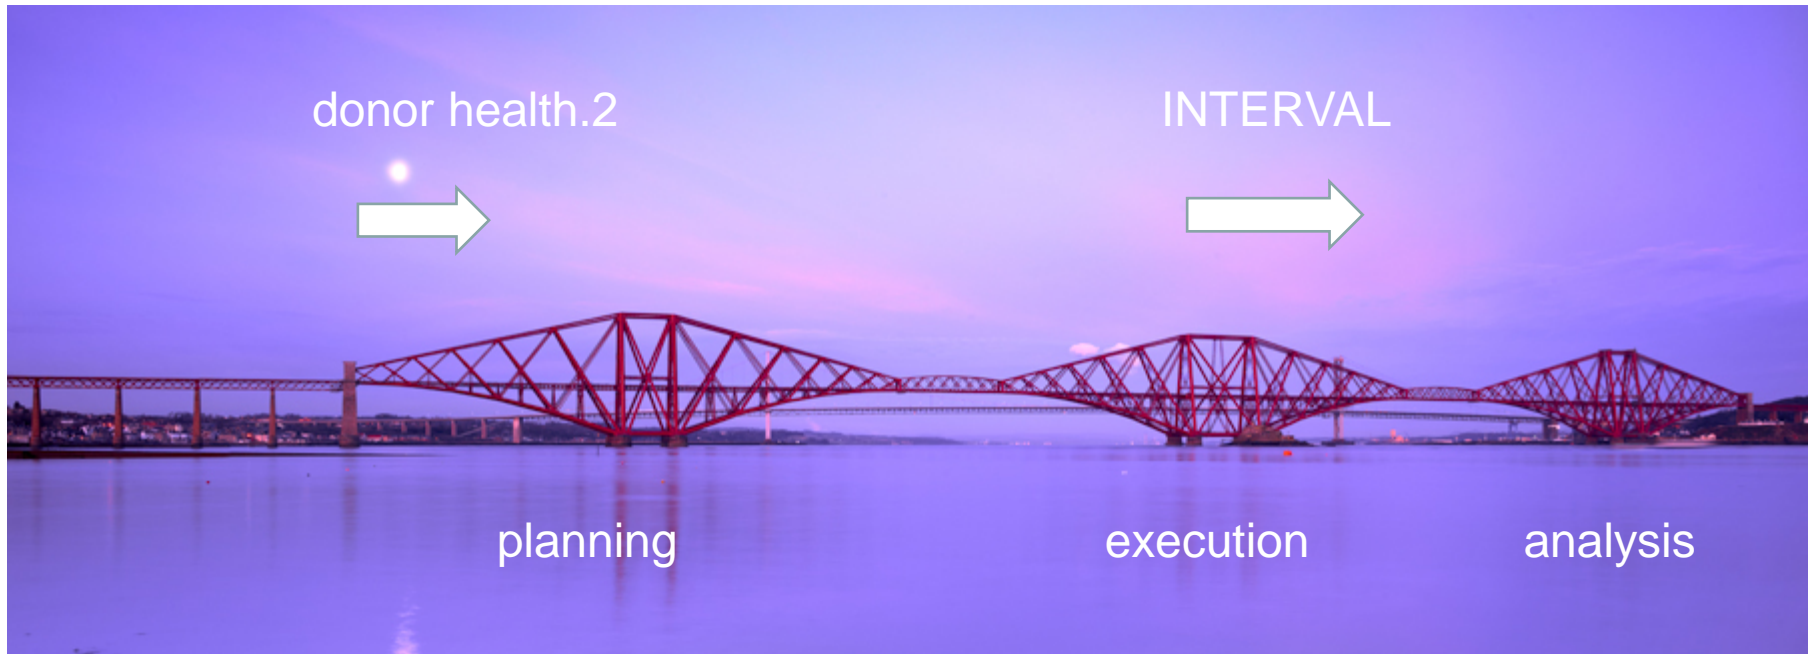 donor health.2
INTERVAL
planning
execution
analysis